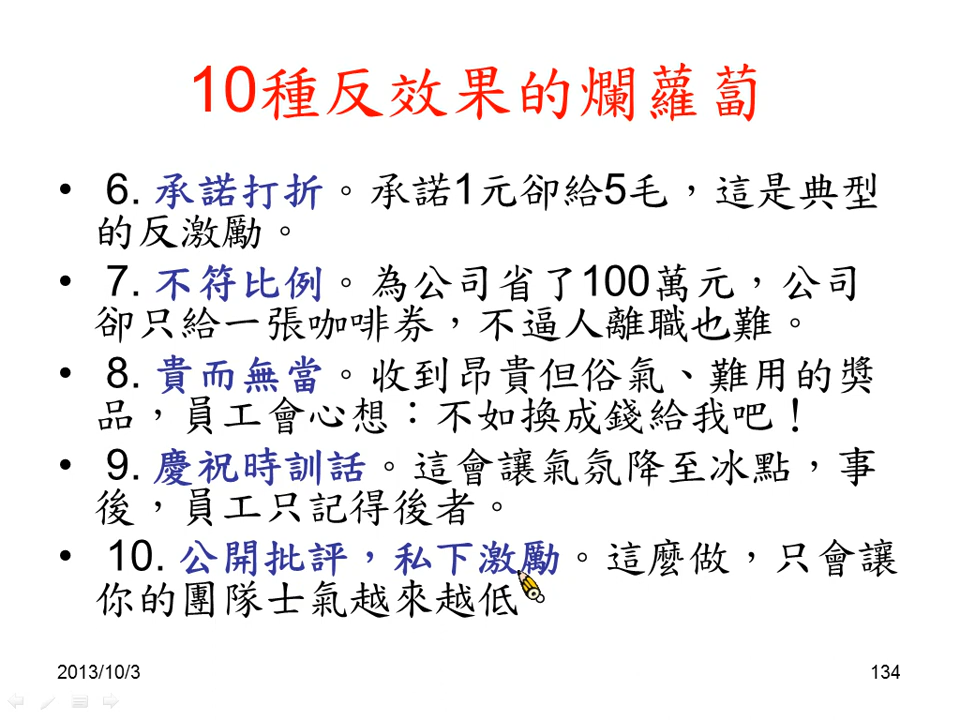 10種反效果的爛蘿蔔
• 6. 承諾打折。承諾1元卻給5毛，這是典型
的反激勵。
• 7. 不符比例。為公司省了100萬元，公司
卻只給一張咖啡券，不逼人離職也難。
• 8. 貴而無當。收到昂貴但俗氣、難用的獎
品，員工會心想：不如換成錢給我吧！
• 9. 慶祝時訓話。這會讓氣氛降至冰點，事
後，員工只記得後者。
• 10. 公開批評，私下激勵。這麼做，只會讓
你的團隊士氣越來越低
2013/10/3
134